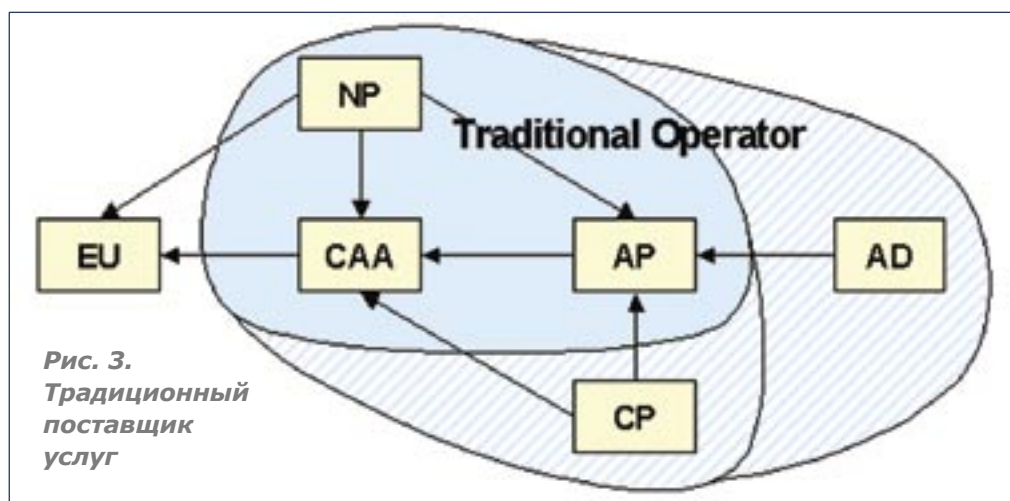 NP
Traditional Operator
EU
CAA
AP
AD
CP
Рис. 3.
Традиционный
поставщик
услуг